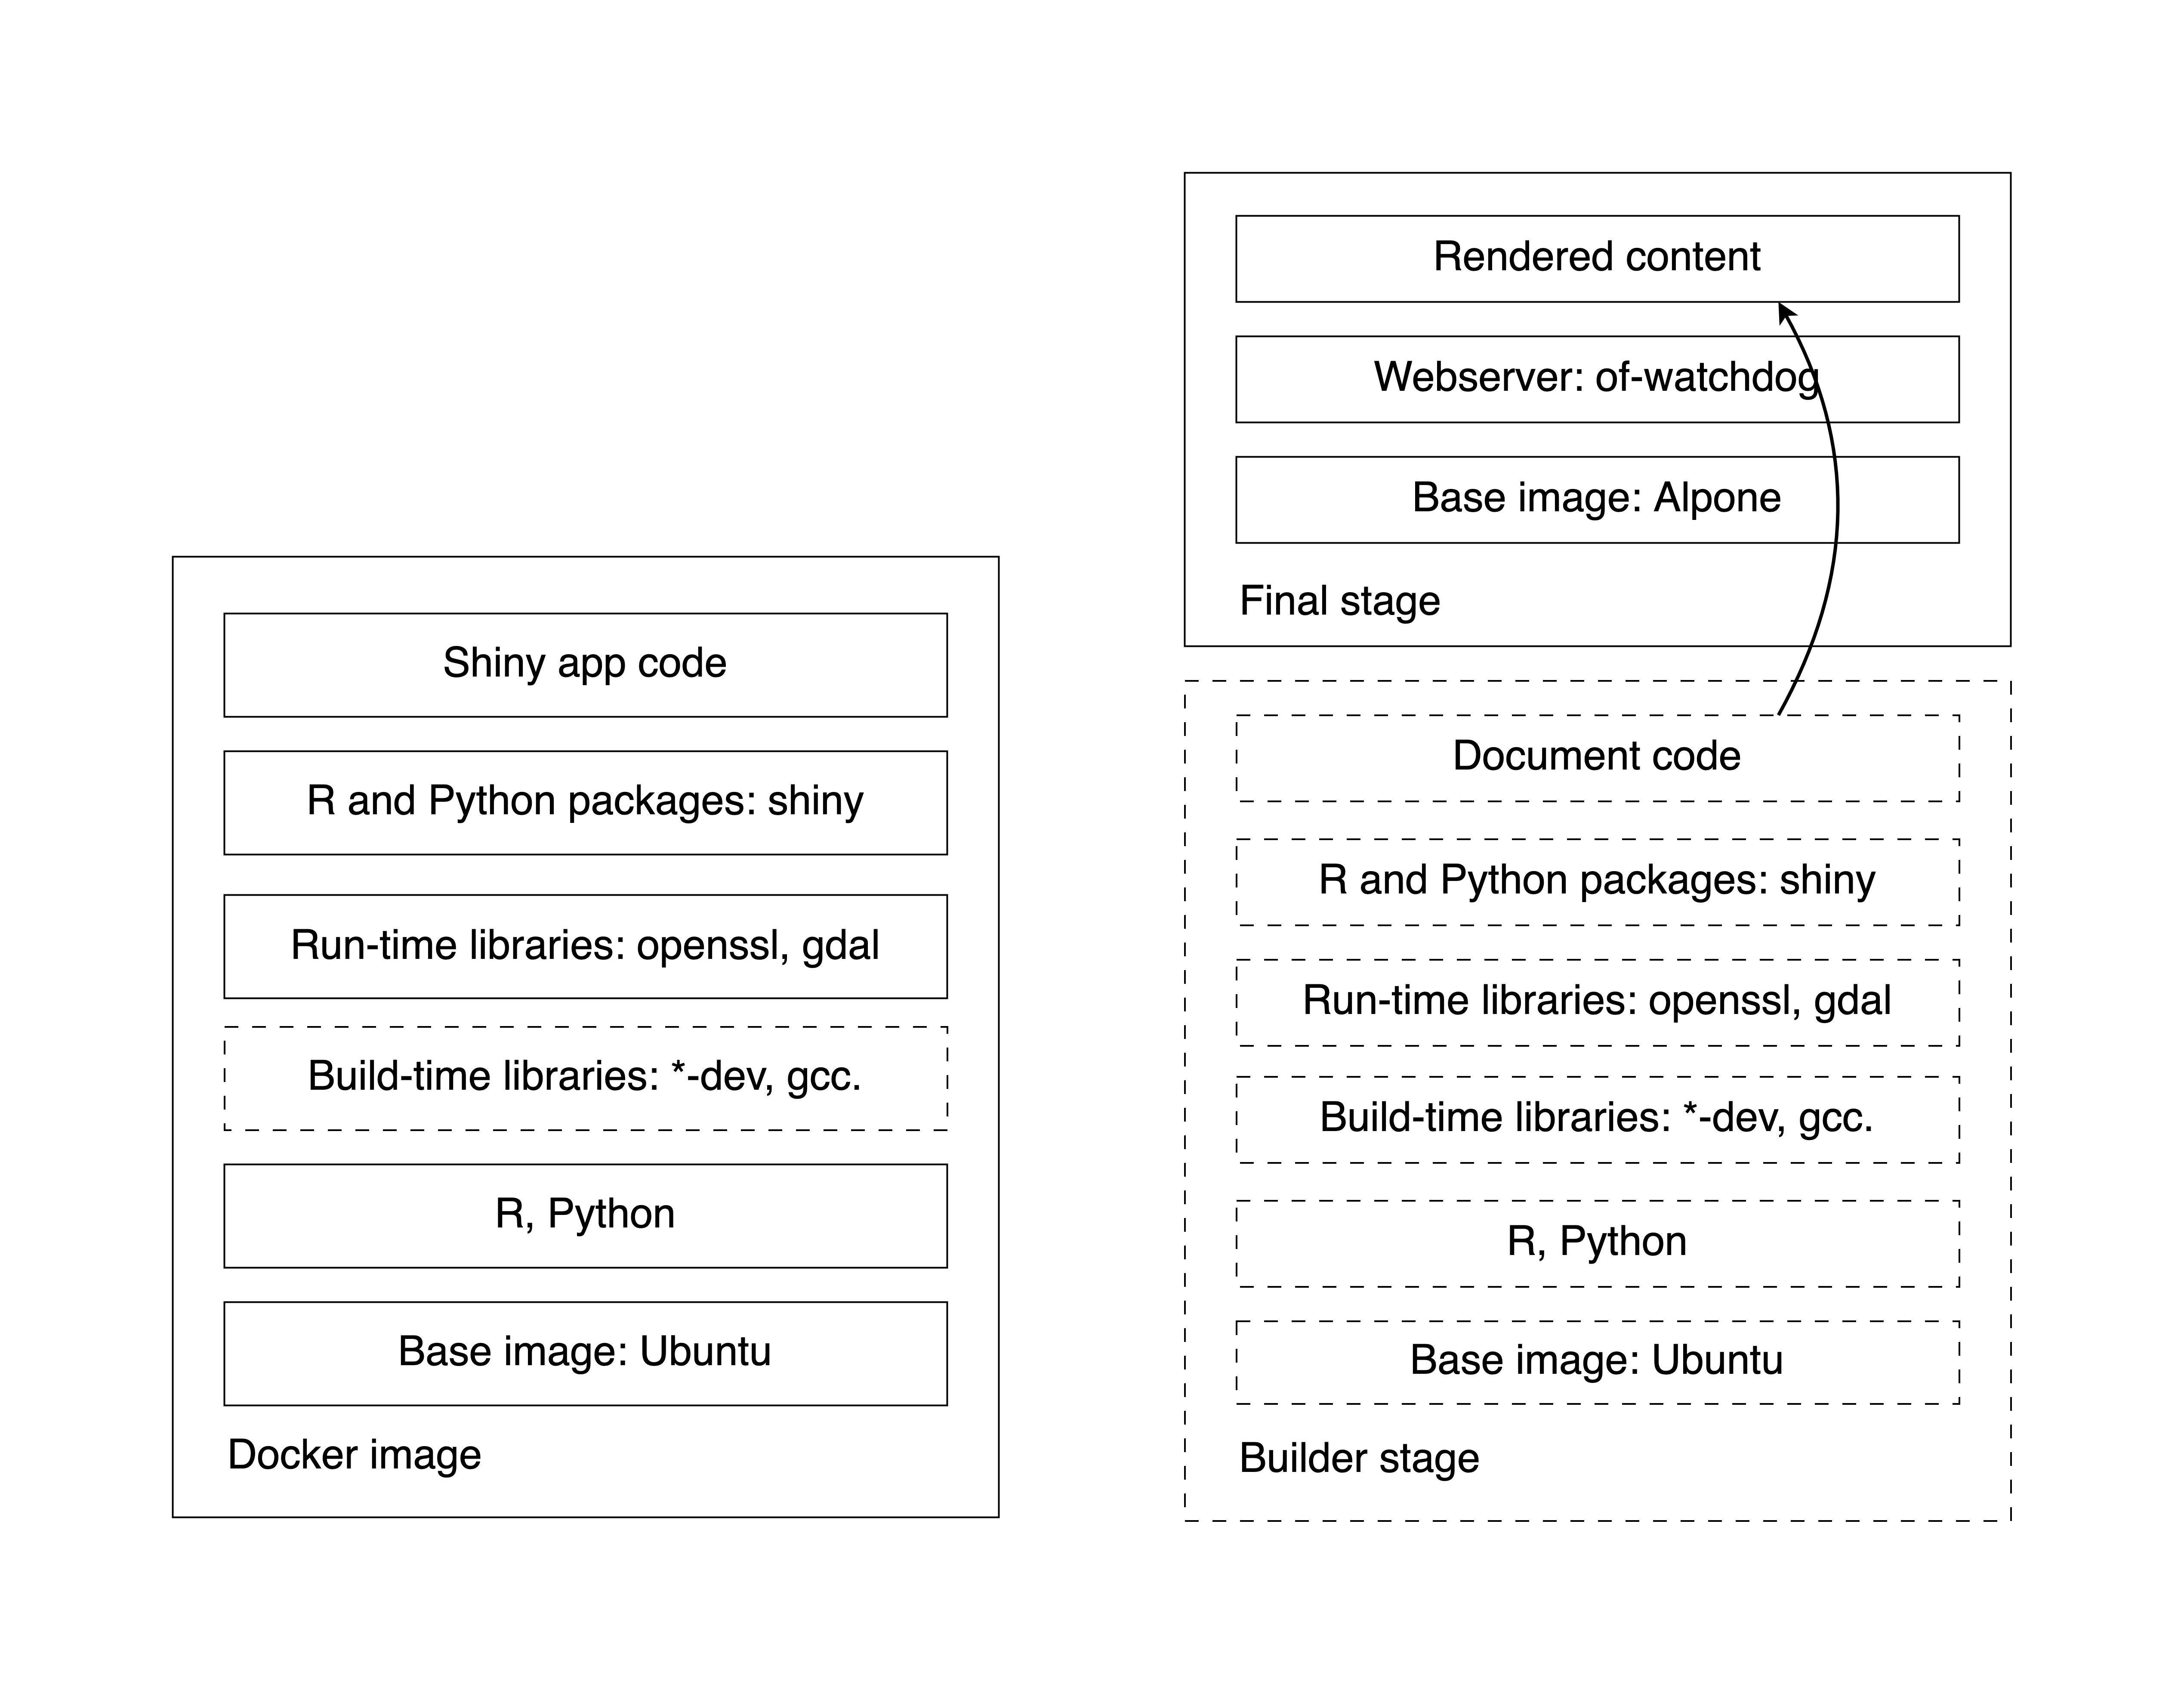 Shiny app code
R and Python packages: shiny
Run-time libraries: openssl, gdal
Build-time libraries: *-dev, gcc.
R, Python
Base image: Ubuntu
Docker image
Rendered content
Webserver: of-watchdog
Base image: Alpone
Final stage
Document code
R and Python packages: shiny
Run-time libraries: openssl, gdal
Build-time libraries: *-dev, gcc.
R, Python
Base image: Ubuntu
Builder stage